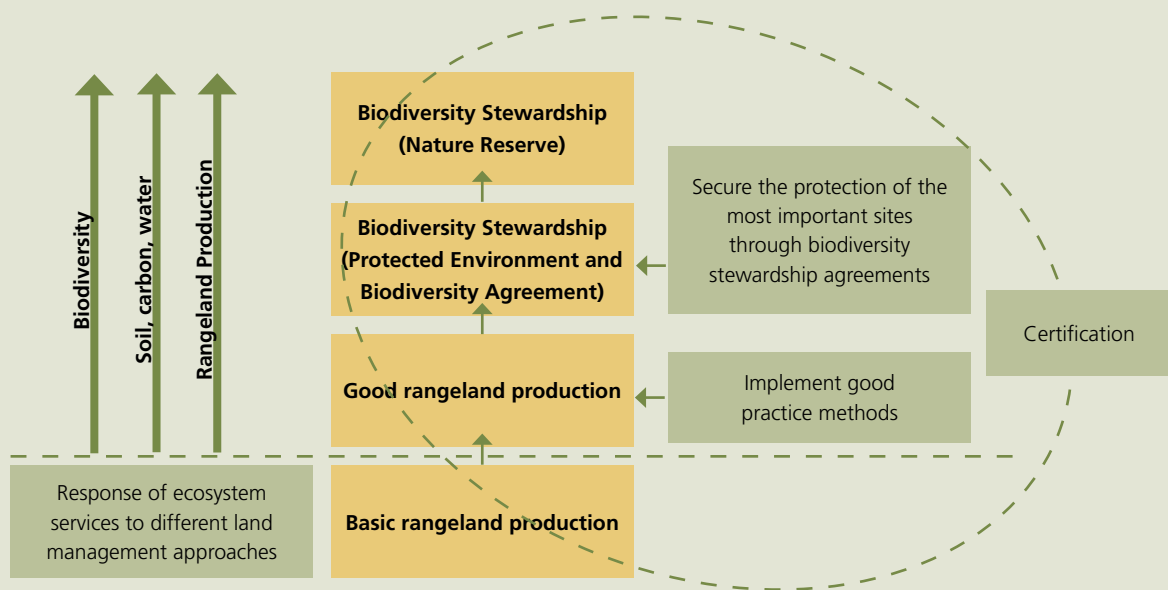 Biodiversity
Soil, carbon, water
Rangeland Production
Biodiversity Stewardship
(Nature Reserve)
Biodiversity Stewardship
(Protected Environment and
Biodiversity Agreement)
Secure the protection of the
most important sites
through biodiversity
stewardship agreements
Certification
Good rangeland production
Implement good
practice methods
Response of ecosystem
services to different land
management approaches
Basic rangeland production